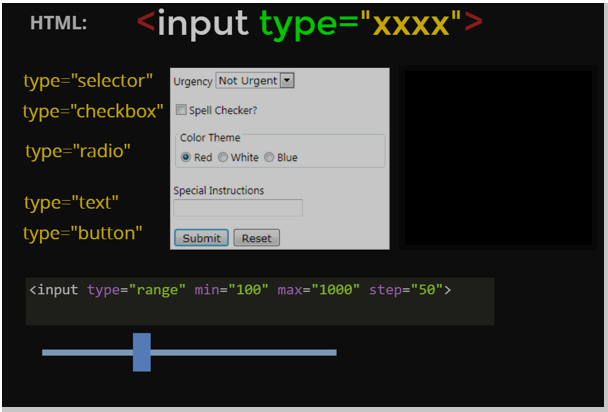 HTML: <input type="xxxx">
type="selector"
Urgency Not Urgent
type="checkbox"
Spell Checker?
Color Theme
type="radio"
Red White Blue
Special Instructions
type="text"
type="button"
Submit Reset
<input type="range" min="100" max="1000" step="50">